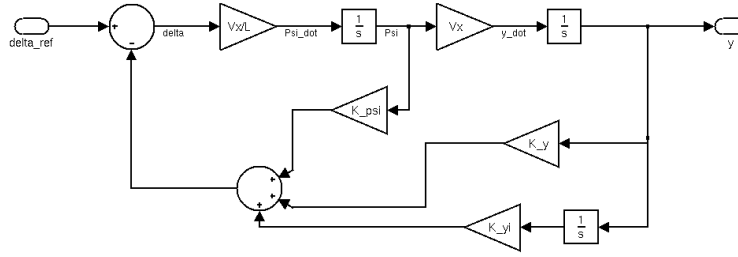 delta_ref
+
-
delta
Vx/L
Psi_dot
1
s
Psi
Vx
y_dot
1
s
y
K_psi
K_y
+
+
+
K_yi
1
s